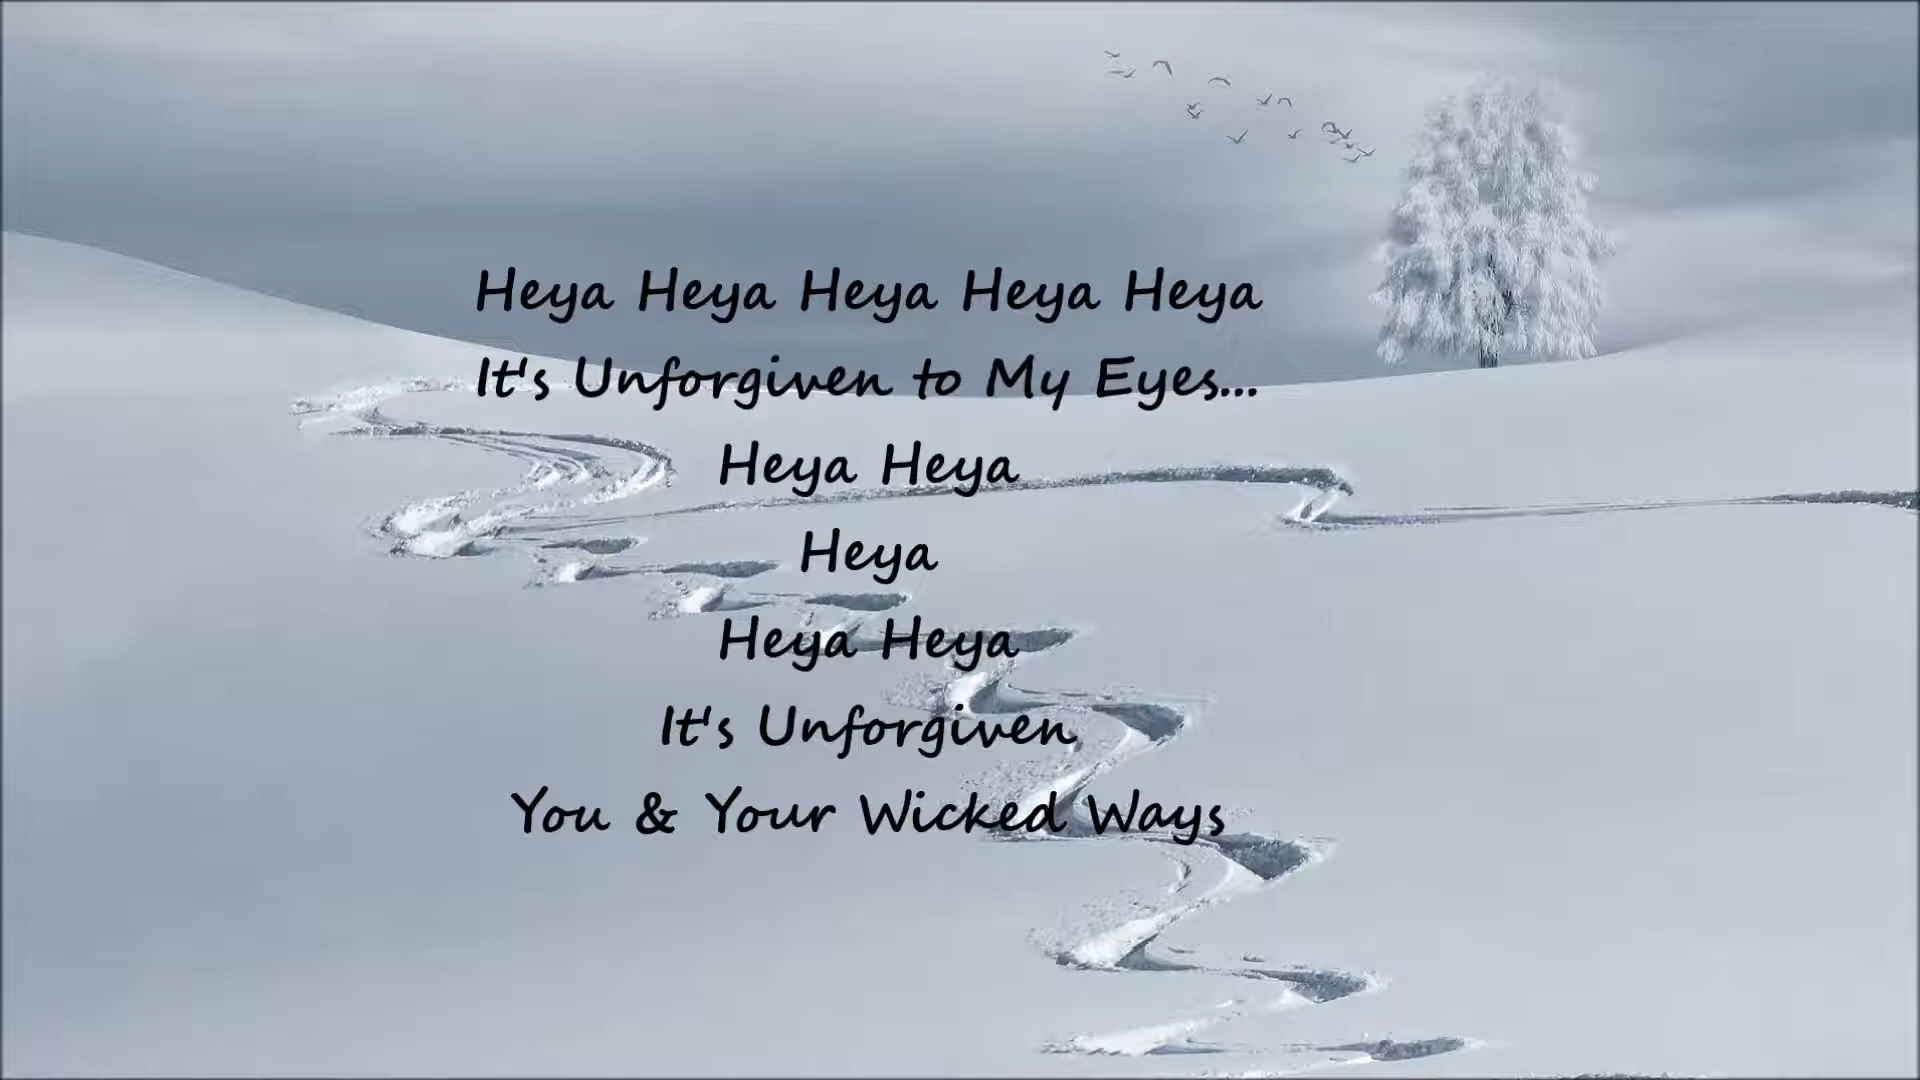 Heya Heya Heya Heya Heya
It's Unforgiven to My Eyes...
Heya Heya
Heya
Heya Heya
It's Unforgiven
You & Your Wicked Ways